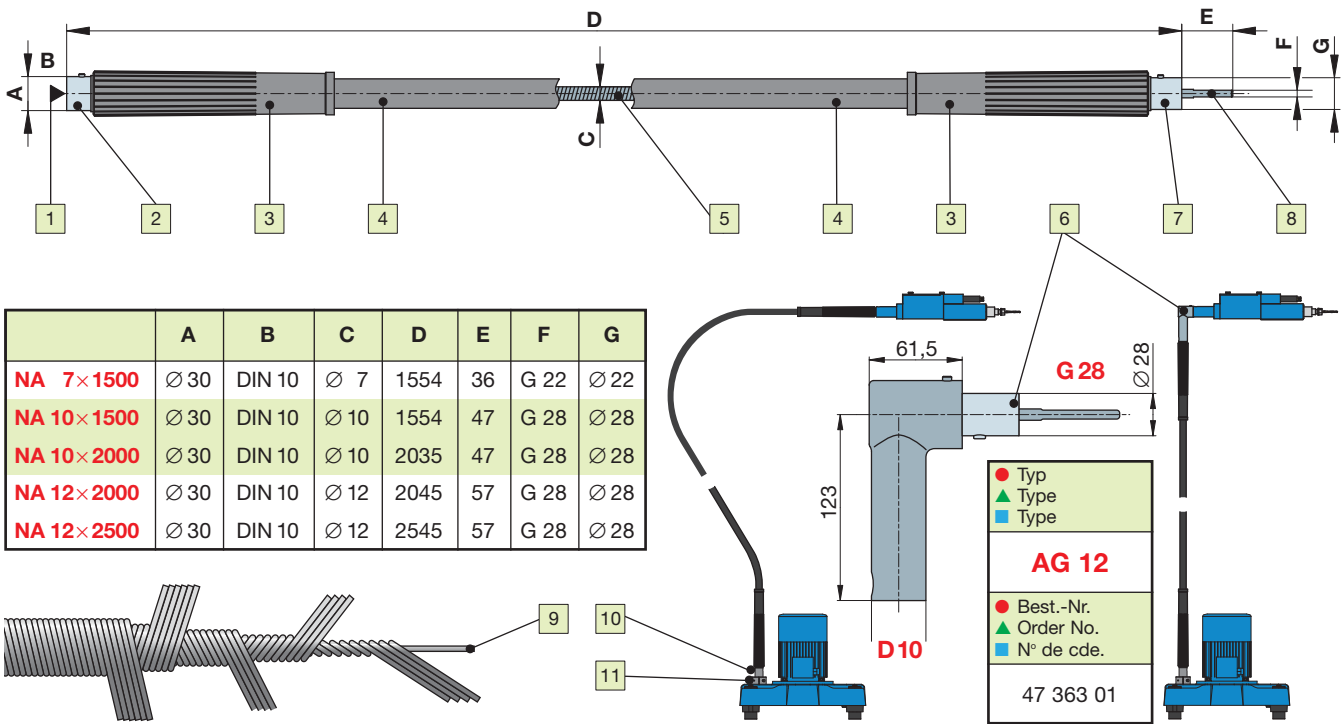 D
E
B
A
F
G
C
1
2
3
4
5
4
3
6
7
8
A B C D E F G
NA 7×1500 Ø 30 DIN 10 Ø 7 1554 36 G 22 Ø 22
NA 10×1500 Ø 30 DIN 10 Ø 10 1554 47 G 28 Ø 28
NA 10×2000 Ø 30 DIN 10 Ø 10 2035 47 G 28 Ø 28
NA 12×2000 Ø 30 DIN 10 Ø 12 2045 57 G 28 Ø 28
NA 12×2500 Ø 30 DIN 10 Ø 12 2545 57 G 28 Ø 28
61,5
G 28
Ø 28
123
D 10
Typ
Type
Type
AG 12
Best.-Nr.
Order No.
N° de cde.
47 363 01
9
10
11